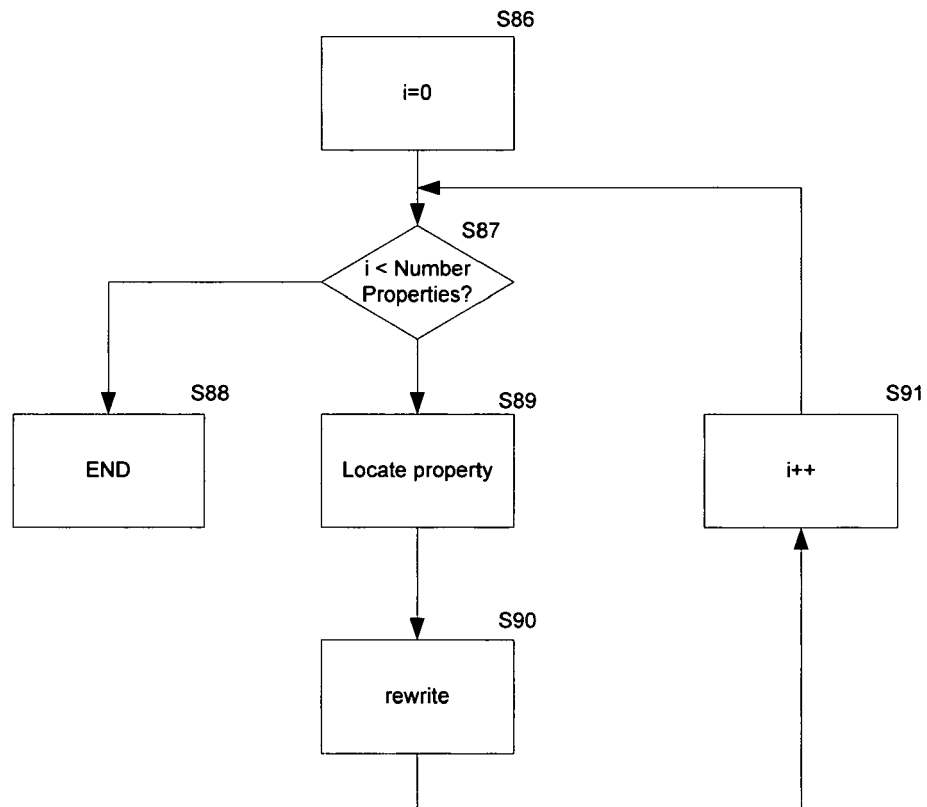 S86
i=0
S87
i < Number
Properties?
S88
END
S89
Locate property
S91
i++
S90
rewrite